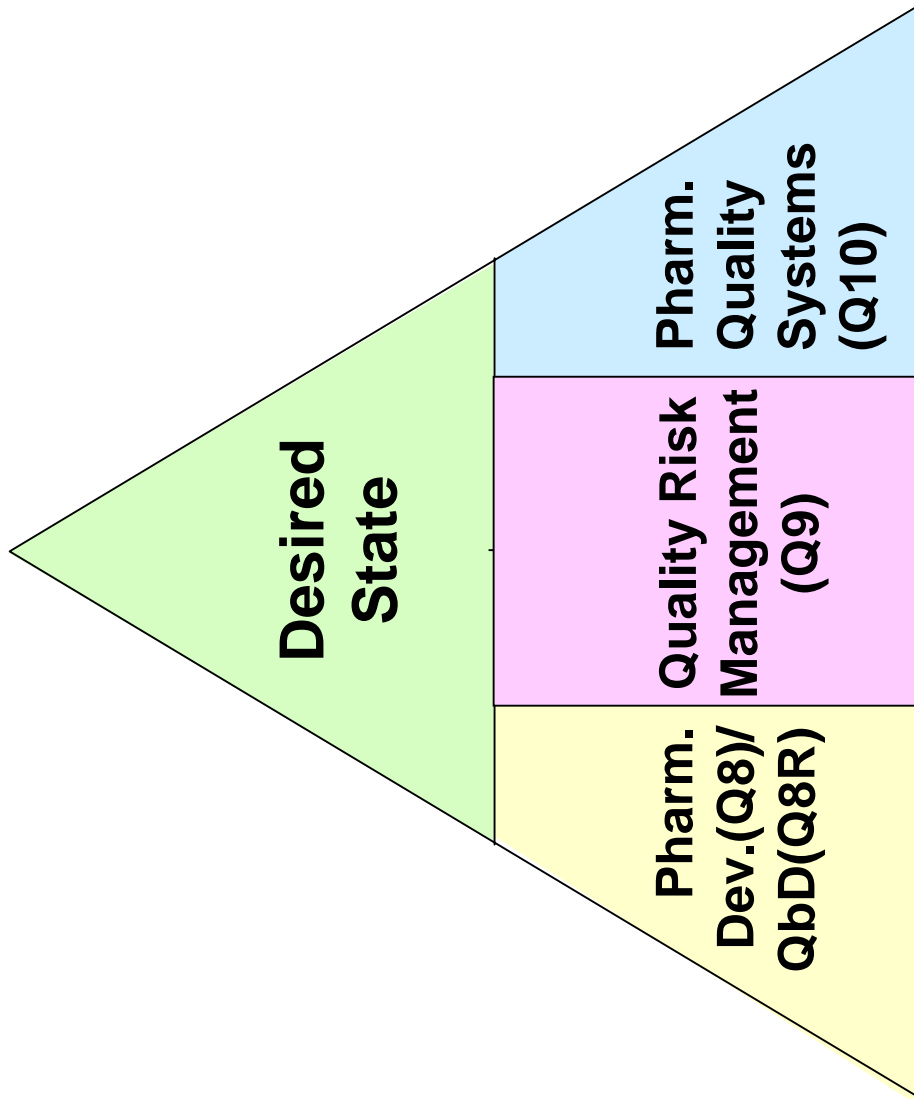 Desired
State
Pharm.
Dev.(Q8)/
QbD(Q8R)
Quality Risk
Management
(Q9)
Pharm.
Quality
Systems
(Q10)